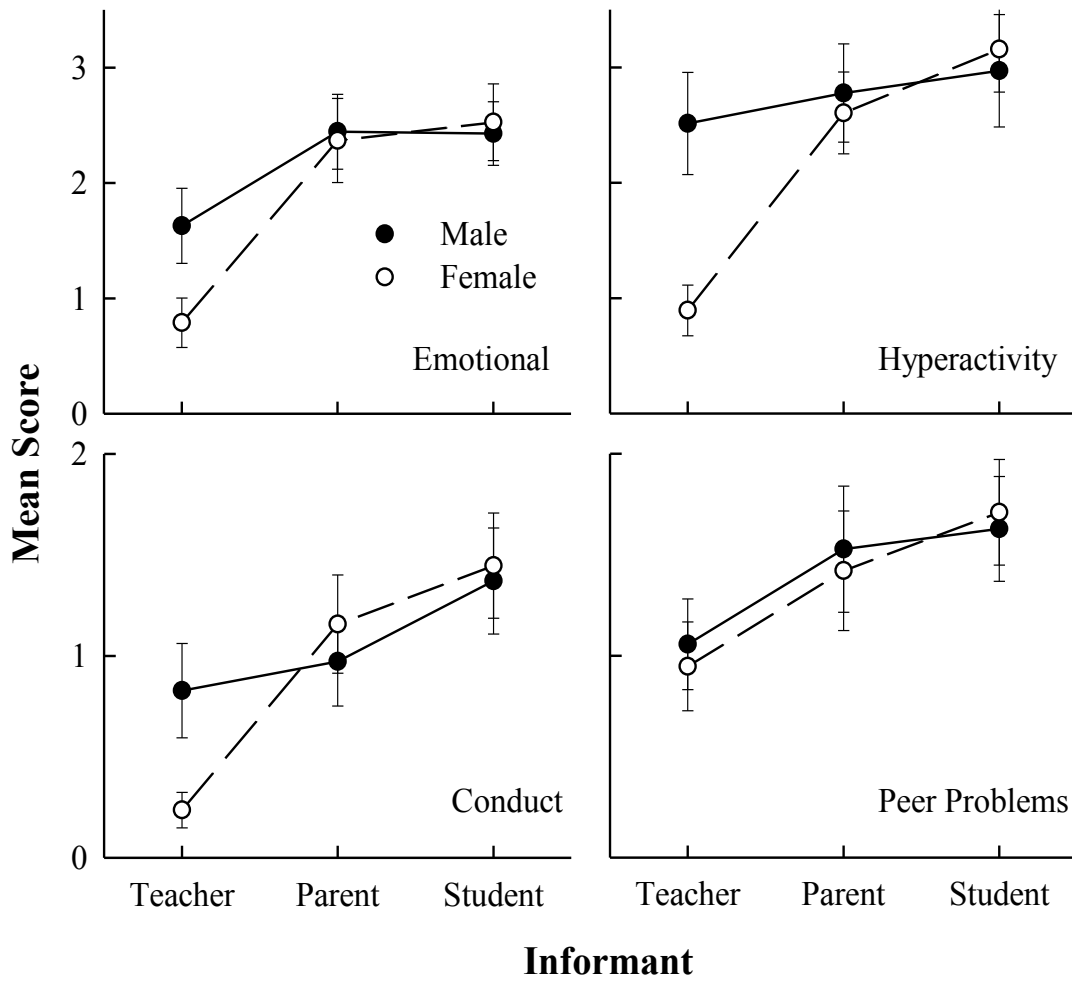 3
2
1
0
Male
Female
Emotional
Hyperactivity
2
1
0
Conduct
Peer Problems
Mean Score
Teacher Parent Student Teacher Parent Student
Informant